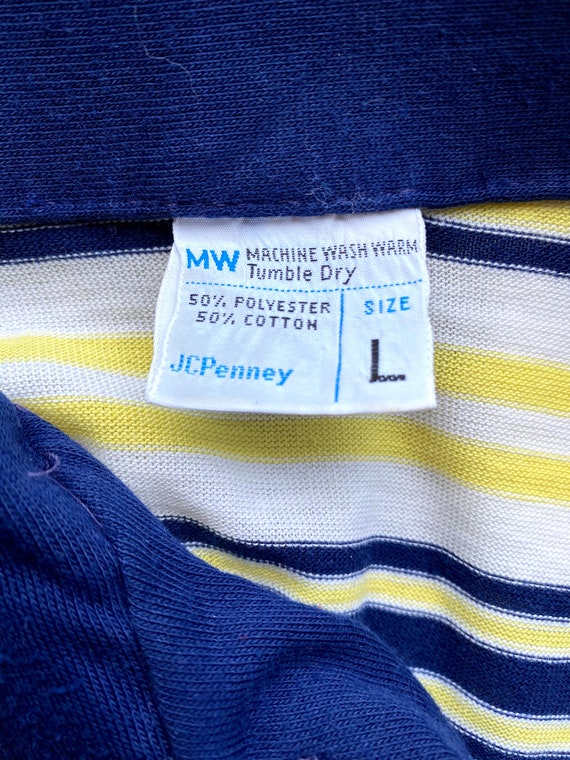 MW MACHINE WASH WARM
Tumble Dry
50% POLYESTER
50% COTTON
SIZE
L
JCPenney